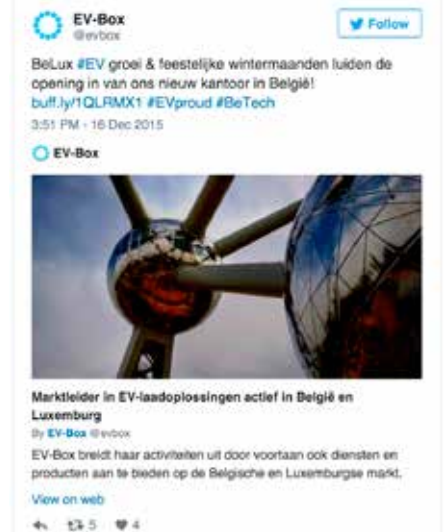 EV-Box
@evbox
Follow
BeLux #EV groei & feestelijke wintermaanden luiden de
opening in van ons nieuw kantoor in België!
buff.ly/1QLRMX1 #EVproud #BeTech
3:51 PM - 16 Dec 2015
EV-Box
Marktleider in EV-laadoplossingen actief in België en
Luxemburg
By EV-Box @evbox
EV-Box breidt haar activiteiten uit door voortaan ook diensten en
producten aan te bieden op de Belgische en Luxemburgse markt.
View on web
5 4